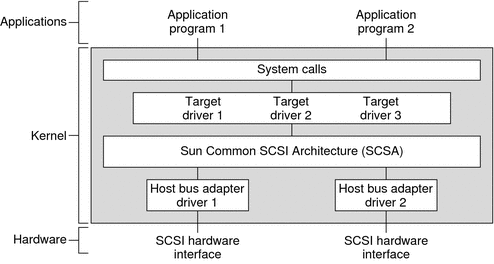 Applications
Application program 1
Application program 2
System calls
Kernel
Target driver 1
Target driver 2
Target driver 3
Sun Common SCSI Architecture (SCSA)
Host bus adapter driver 1
Host bus adapter driver 2
Hardware
SCSI hardware interface
SCSI hardware interface